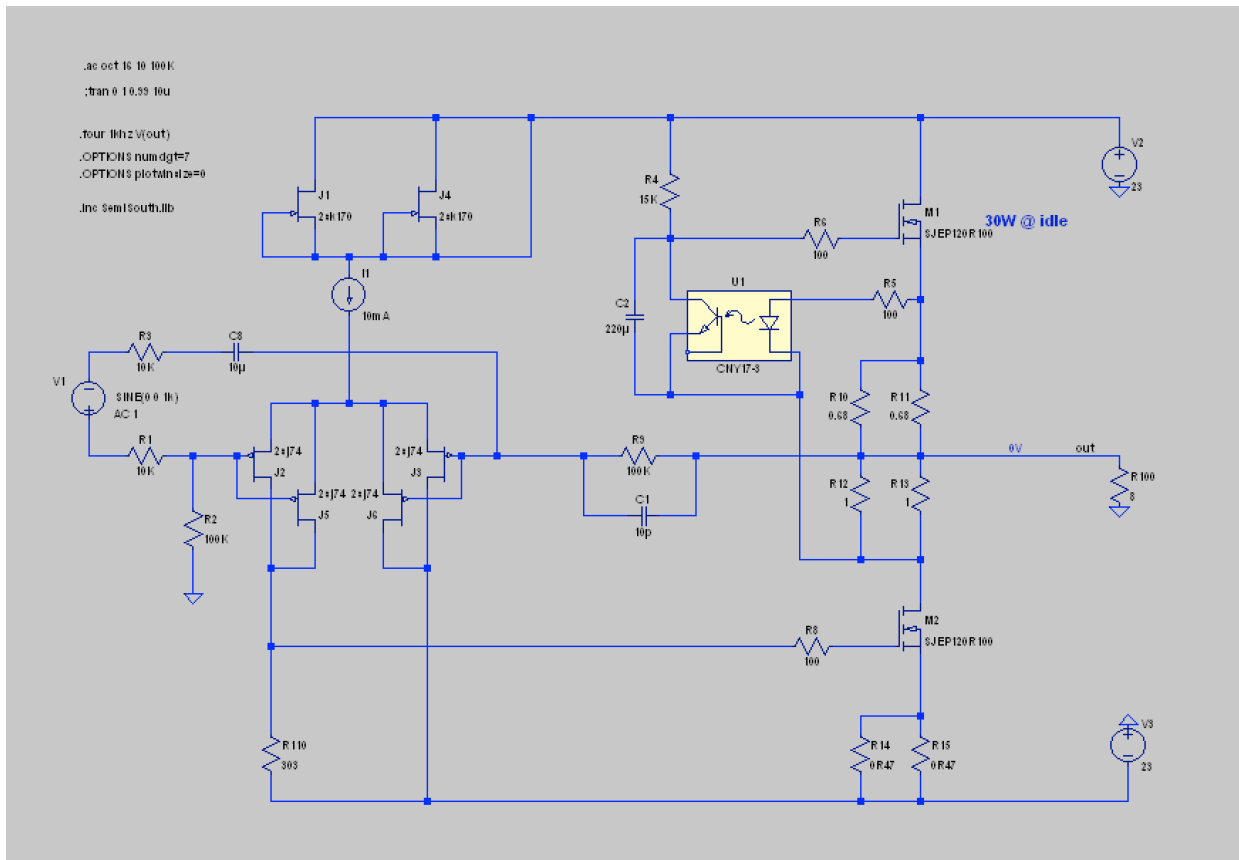 .ac oct 16 10 100K
;tran 0 1 0.99 10u
.four 1khz V(out)
.OPTIONS numdgt=7
.OPTIONS plotwinsize=0
.inc SemiSouth.lib
J1
2sk170
J4
2sk170
I1
10mA
R3
10K
C8
10µ
V1
SINE(0 0 1k)
AC 1
R1
10K
R2
100K
2sj74
J2
2sj74
J5
2sj74
J3
2sj74
J6
R110
303
R4
15K
C2
220µ
U1
CNY17-3
R6
100
R5
100
M1
SJEP120R100
30W @ idle
V2
23
R10
0.68
R11
0.68
R9
100K
C1
10p
R12
1
R13
1
0V
out
R100
8
R8
100
M2
SJEP120R100
R14
0R47
R15
0R47
V3
23